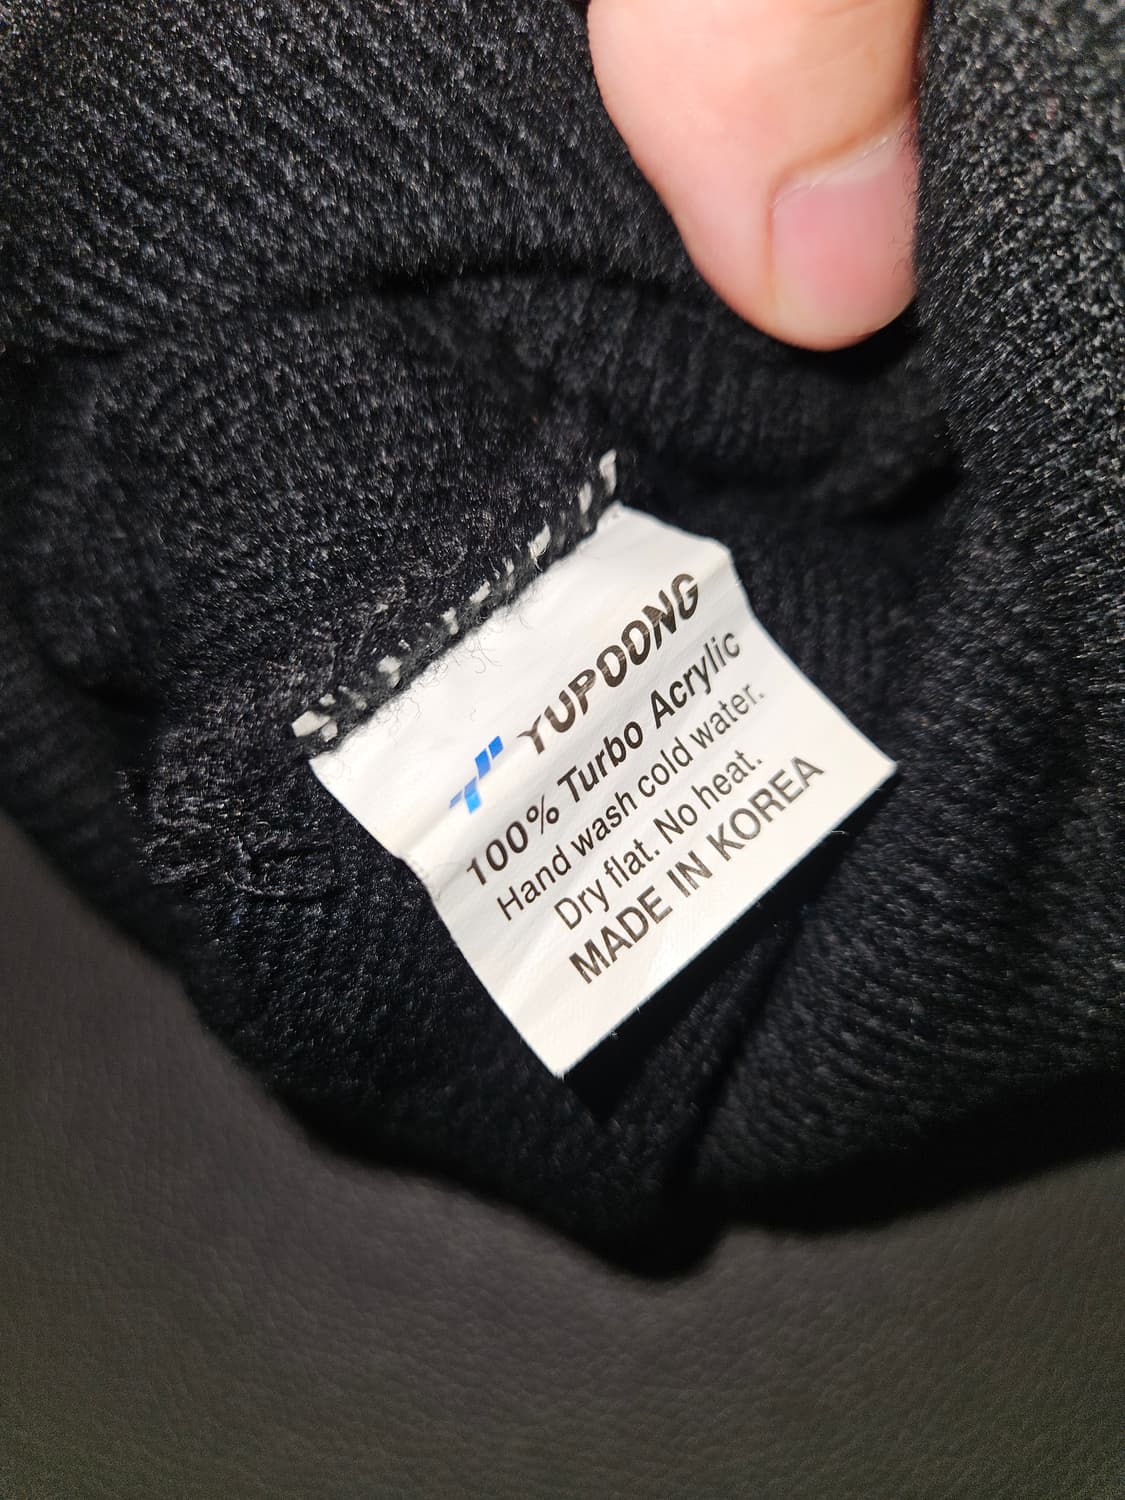 YUPOONG
100% Turbo Acrylic
Hand wash cold water.
Dry flat. No heat.
MADE IN KOREA